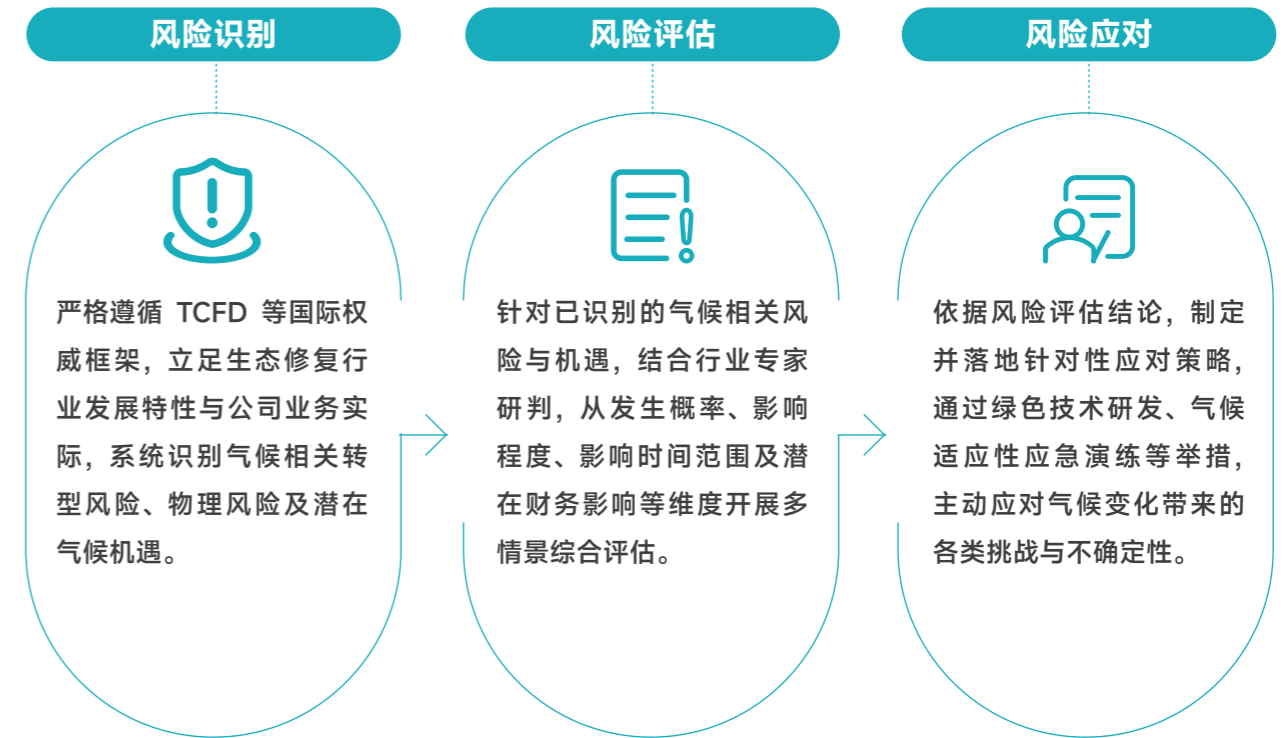 风险识别
严格遵循 TCFD 等国际权
威框架，立足生态修复行
业发展特性与公司业务实
际，系统识别气候相关转
型风险、物理风险及潜在
气候机遇。
风险评估
针对已识别的气候相关风
险与机遇，结合行业专家
研判，从发生概率、影响
程度、影响时间范围及潜
在财务影响等维度开展多
情景综合评估。
风险应对
依据风险评估结论，制定
并落地针对性应对策略，
通过绿色技术研发、气候
适应性应急演练等举措，
主动应对气候变化带来的
各类挑战与不确定性。